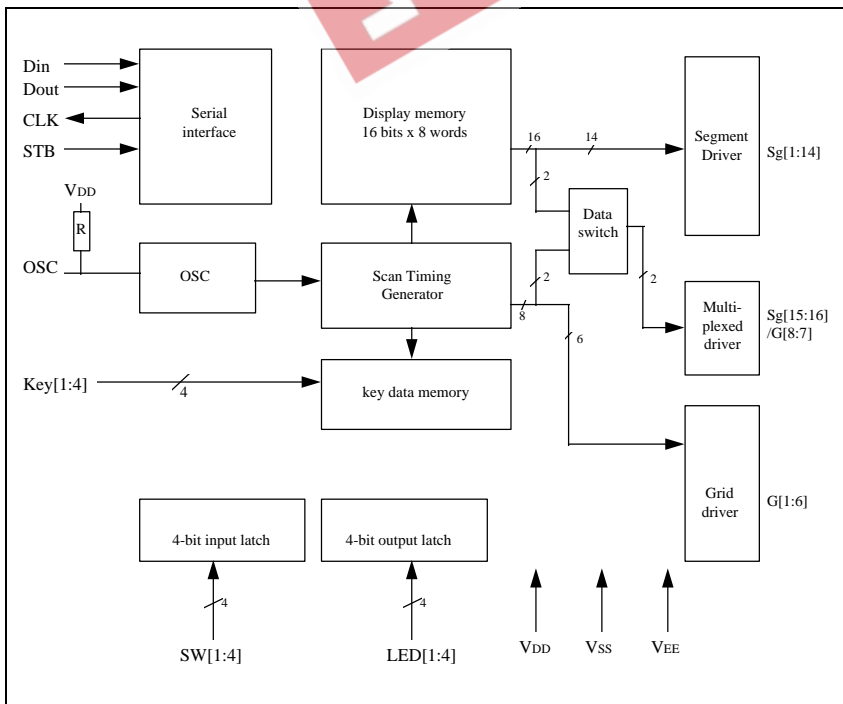 Din
Dout
CLK
STB
Serial
interface
Display memory
16 bits x 8 words
16
14
Segment
Driver
Sg[1:14]
2
Data
switch
VDD
R
OSC
OSC
Scan Timing
Generator
2
8
2
6
Multi-
plexed
driver
Sg[15:16]
/G[8:7]
Key[1:4]
4
key data memory
Grid
driver
G[1:6]
4-bit input latch
4-bit output latch
4
4
SW[1:4]
LED[1:4]
VDD
VSS
VEE